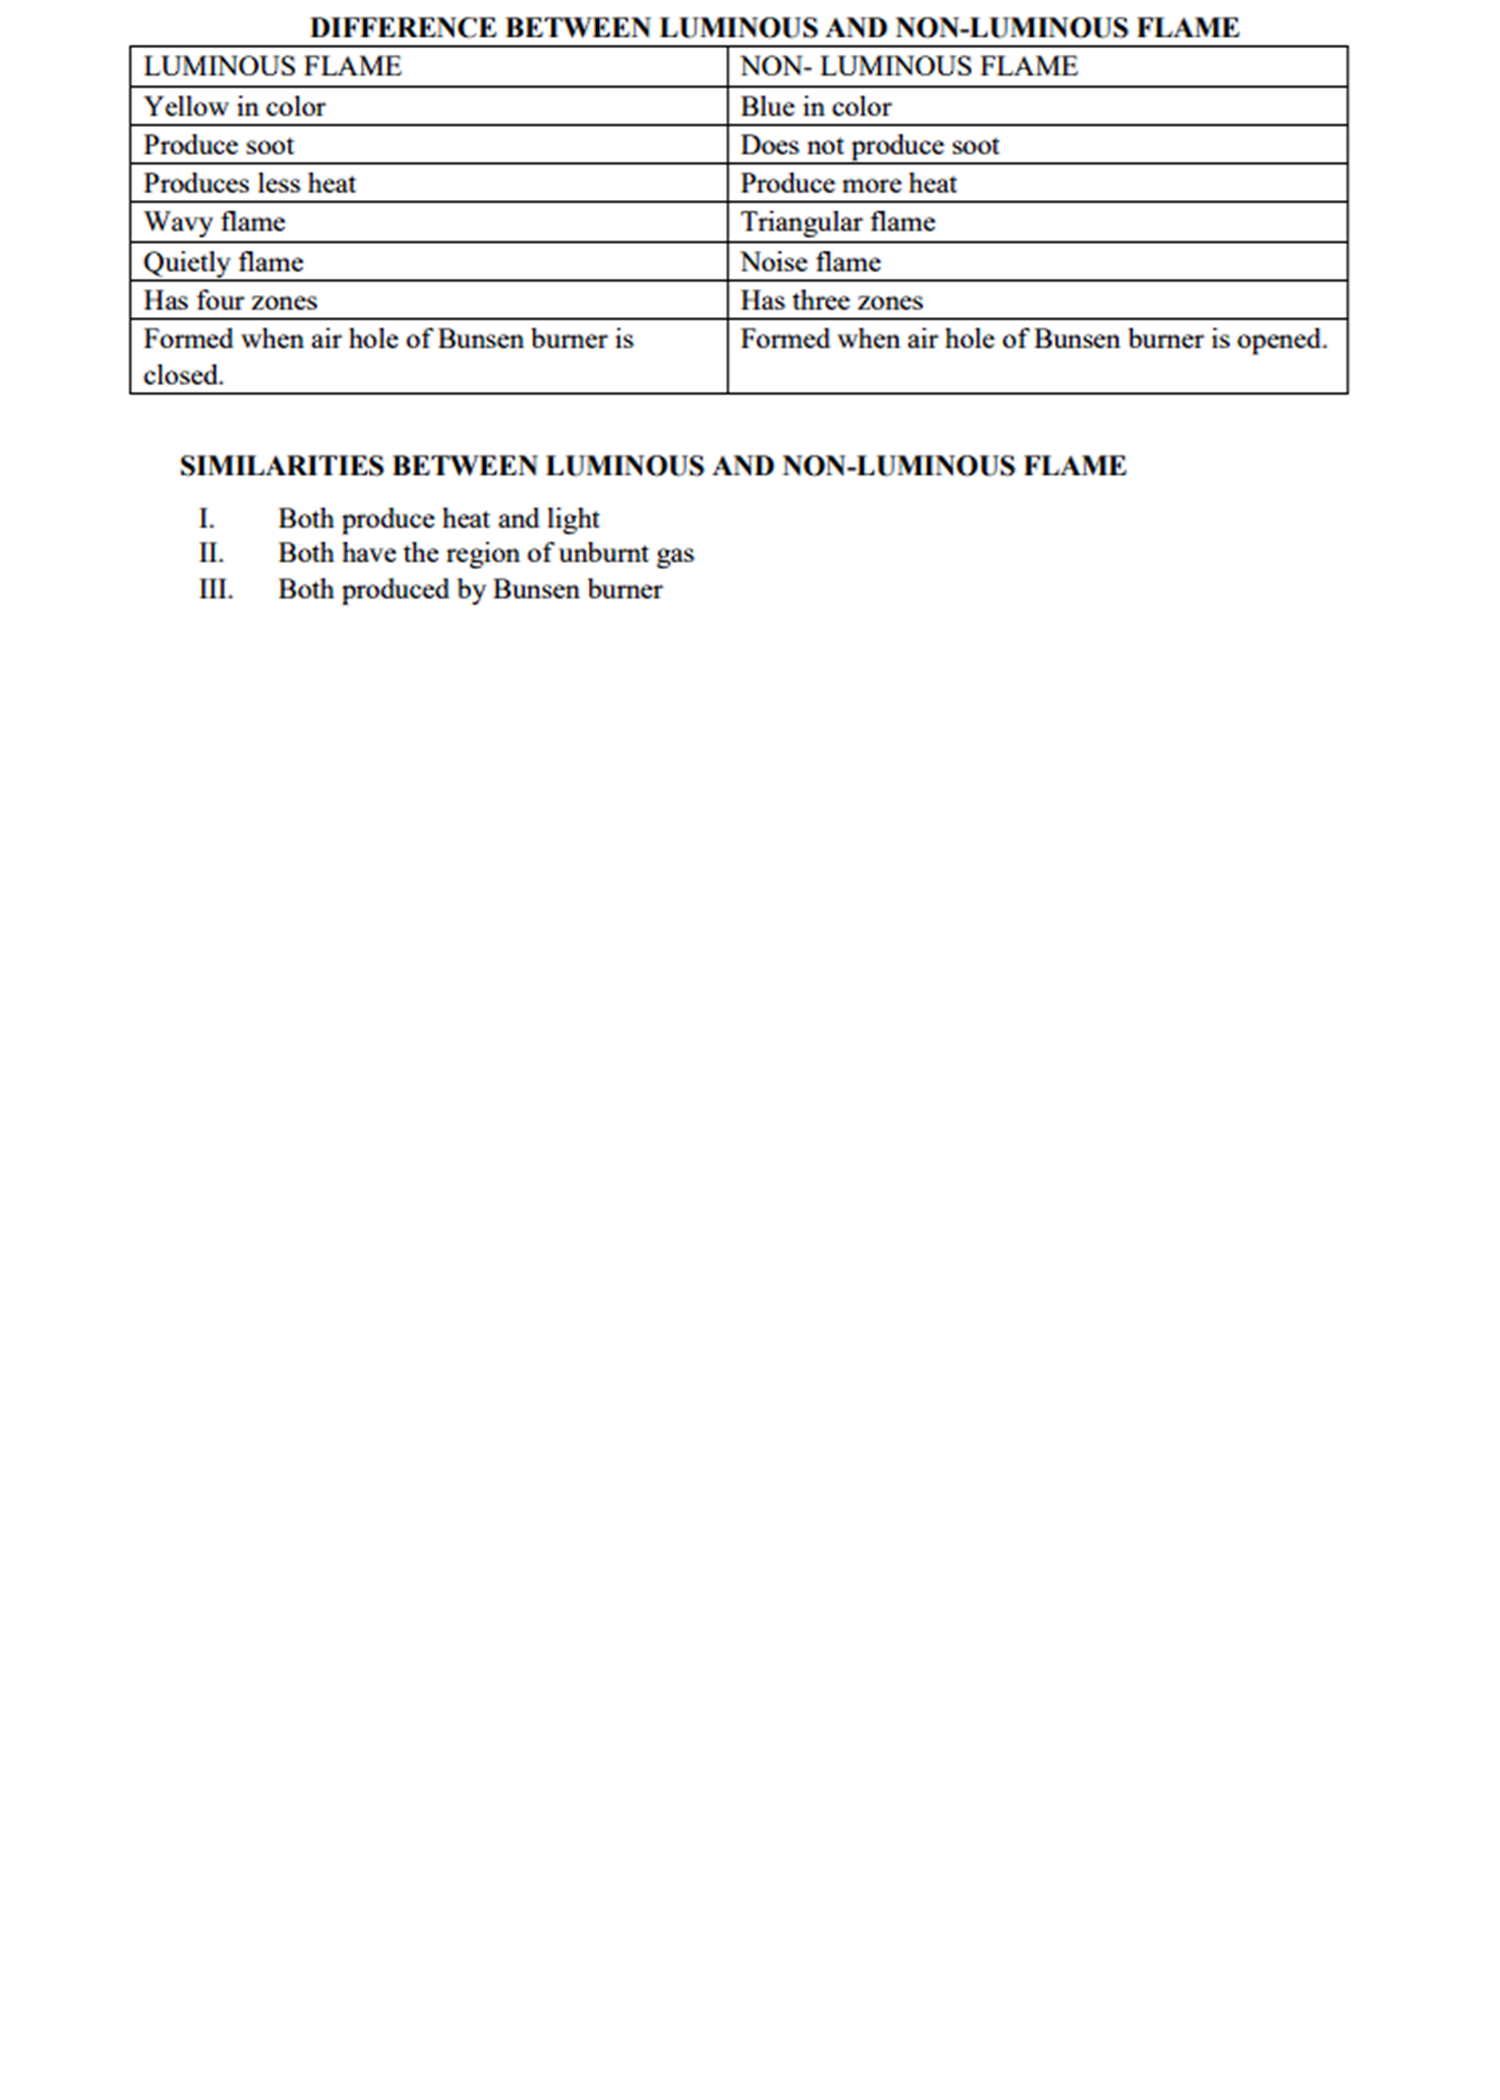 DIFFERENCE BETWEEN LUMINOUS AND NON-LUMINOUS FLAME
LUMINOUS FLAME NON- LUMINOUS FLAME
Yellow in color Blue in color
Produce soot Does not produce soot
Produces less heat Produce more heat
Wavy flame Triangular flame
Quietly flame Noise flame
Has four zones Has three zones
Formed when air hole of Bunsen burner is Formed when air hole of Bunsen burner is opened.
closed.
SIMILARITIES BETWEEN LUMINOUS AND NON-LUMINOUS FLAME
I. Both produce heat and light
II. Both have the region of unburnt gas
III. Both produced by Bunsen burner